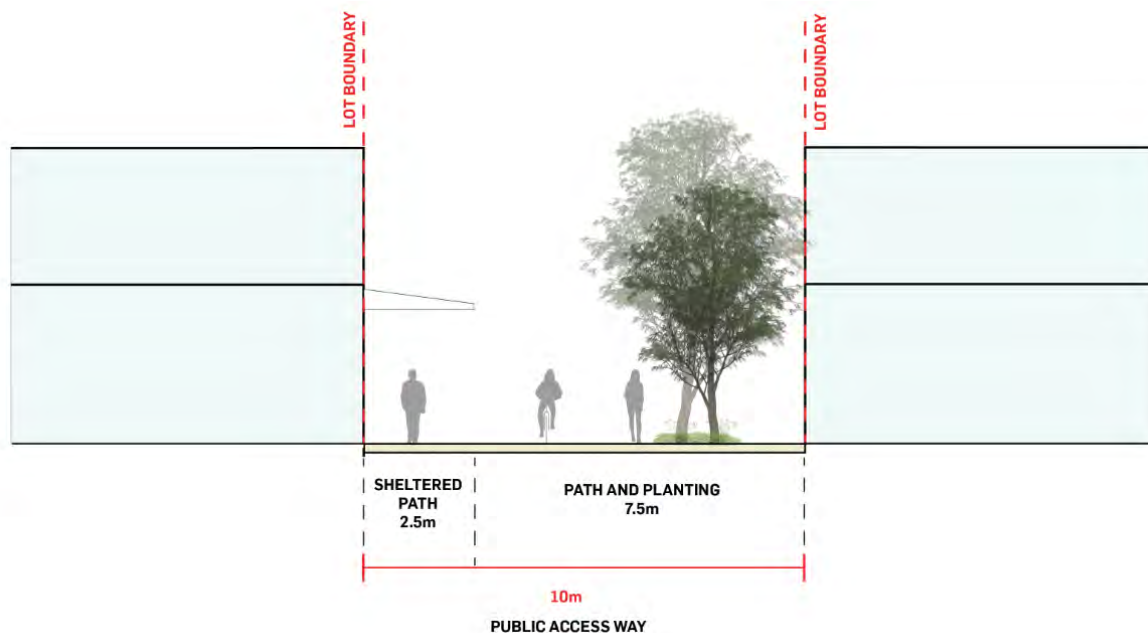 LOT BOUNDARY
LOT BOUNDARY
SHELTERED
PATH
2.5m
PATH AND PLANTING
7.5m
10m
PUBLIC ACCESS WAY